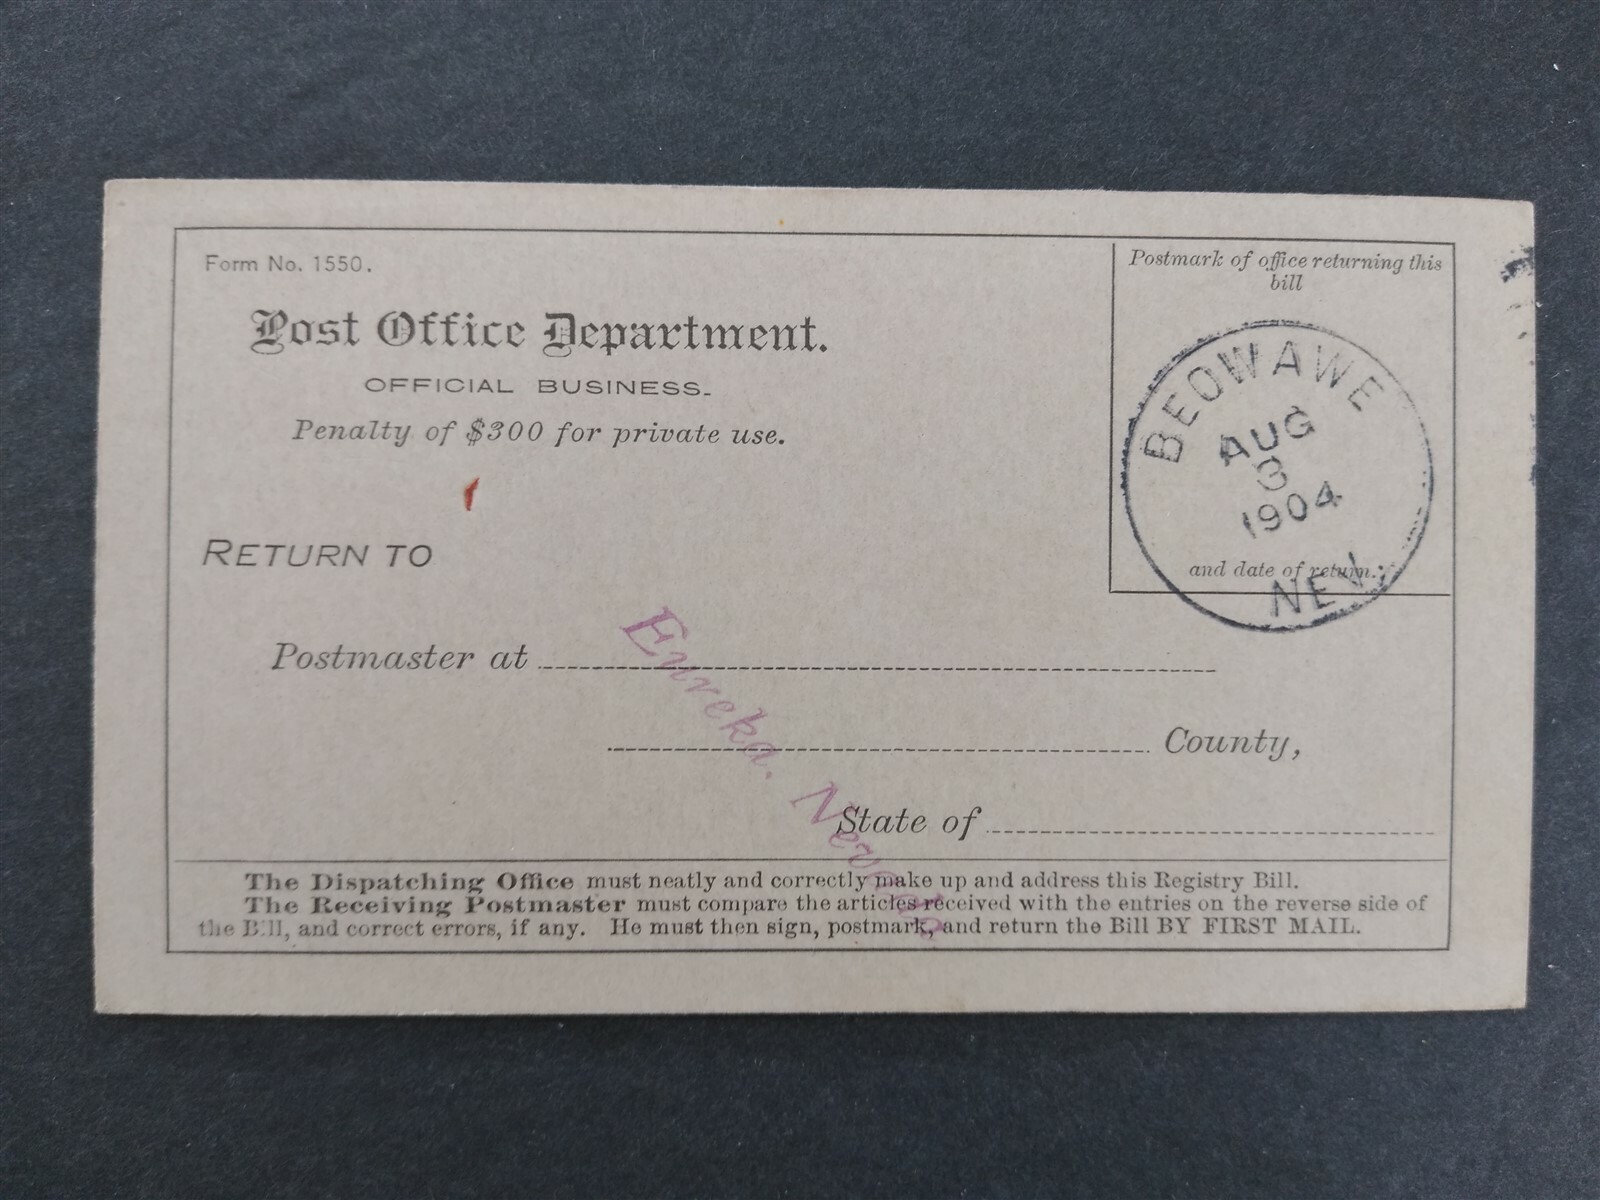 Form No. 1550.
Post Office Department.
OFFICIAL BUSINESS.
Penalty of $300 for private use.
Postmark of office returning this
bill
BEOWAWE
AUG
3
1904
NEV.
and date of return.
RETURN TO
Postmaster at
County,
State of
Eureka. Nevada.
The Dispatching Office must neatly and correctly make up and address this Registry Bill.
The Receiving Postmaster must compare the articles received with the entries on the reverse side of
the Bill, and correct errors, if any. He must then sign, postmark, and return the Bill BY FIRST MAIL.